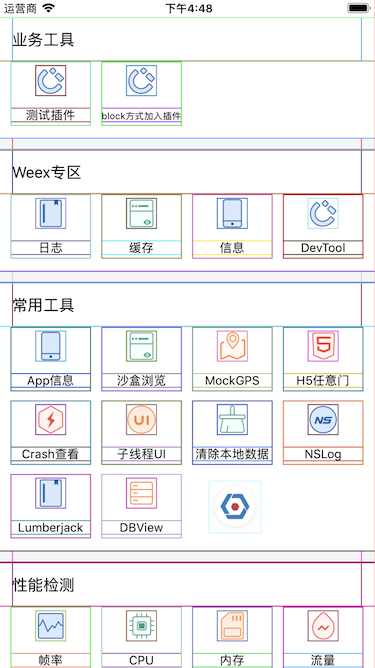 运营商 下午4:48
业务工具
测试插件 block方式加入插件
Weex专区
日志 缓存 信息 DevTool
常用工具
App信息 沙盒浏览 MockGPS H5任意门
UI NS
Crash查看 子线程UI 清除本地数据 NSLog
Lumberjack DBView
性能检测
帧率 CPU 内存 流量